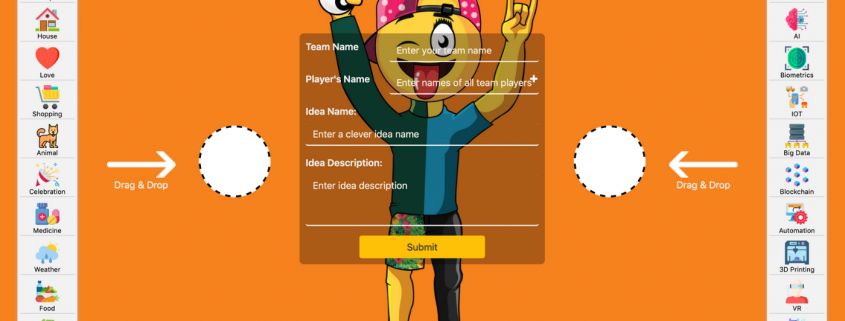 House
Love
Shopping
Animal
Celebration
Medicine
Weather
Food
Drag & Drop
Team Name
Enter your team name
Player's Name
Enter names of all team players+
Idea Name:
Enter a clever idea name
Idea Description:
Enter idea description
Submit
Drag & Drop
AI
Biometrics
IOT
Big Data
Blockchain
Automation
3D Printing
VR